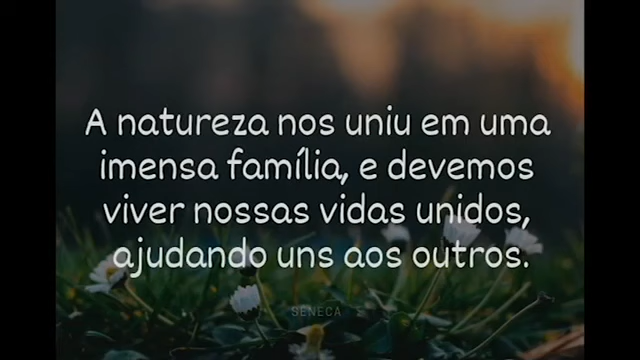 A natureza nos uniu em uma
imensa família, e devemos
viver nossas vidas unidos,
ajudando uns aos outros.
SENECA